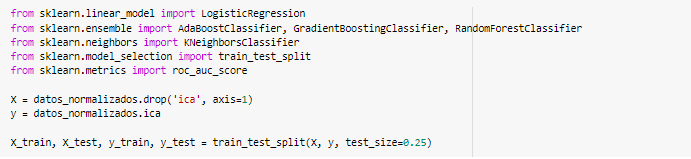 from sklearn.linear_model import LogisticRegression
from sklearn.ensemble import AdaBoostClassifier, GradientBoostingClassifier, RandomForestClassifier
from sklearn.neighbors import KNeighborsClassifier
from sklearn.model_selection import train_test_split
from sklearn.metrics import roc_auc_score

X = datos_normalizados.drop('ica', axis=1)
y = datos_normalizados.ica

X_train, X_test, y_train, y_test = train_test_split(X, y, test_size=0.25)